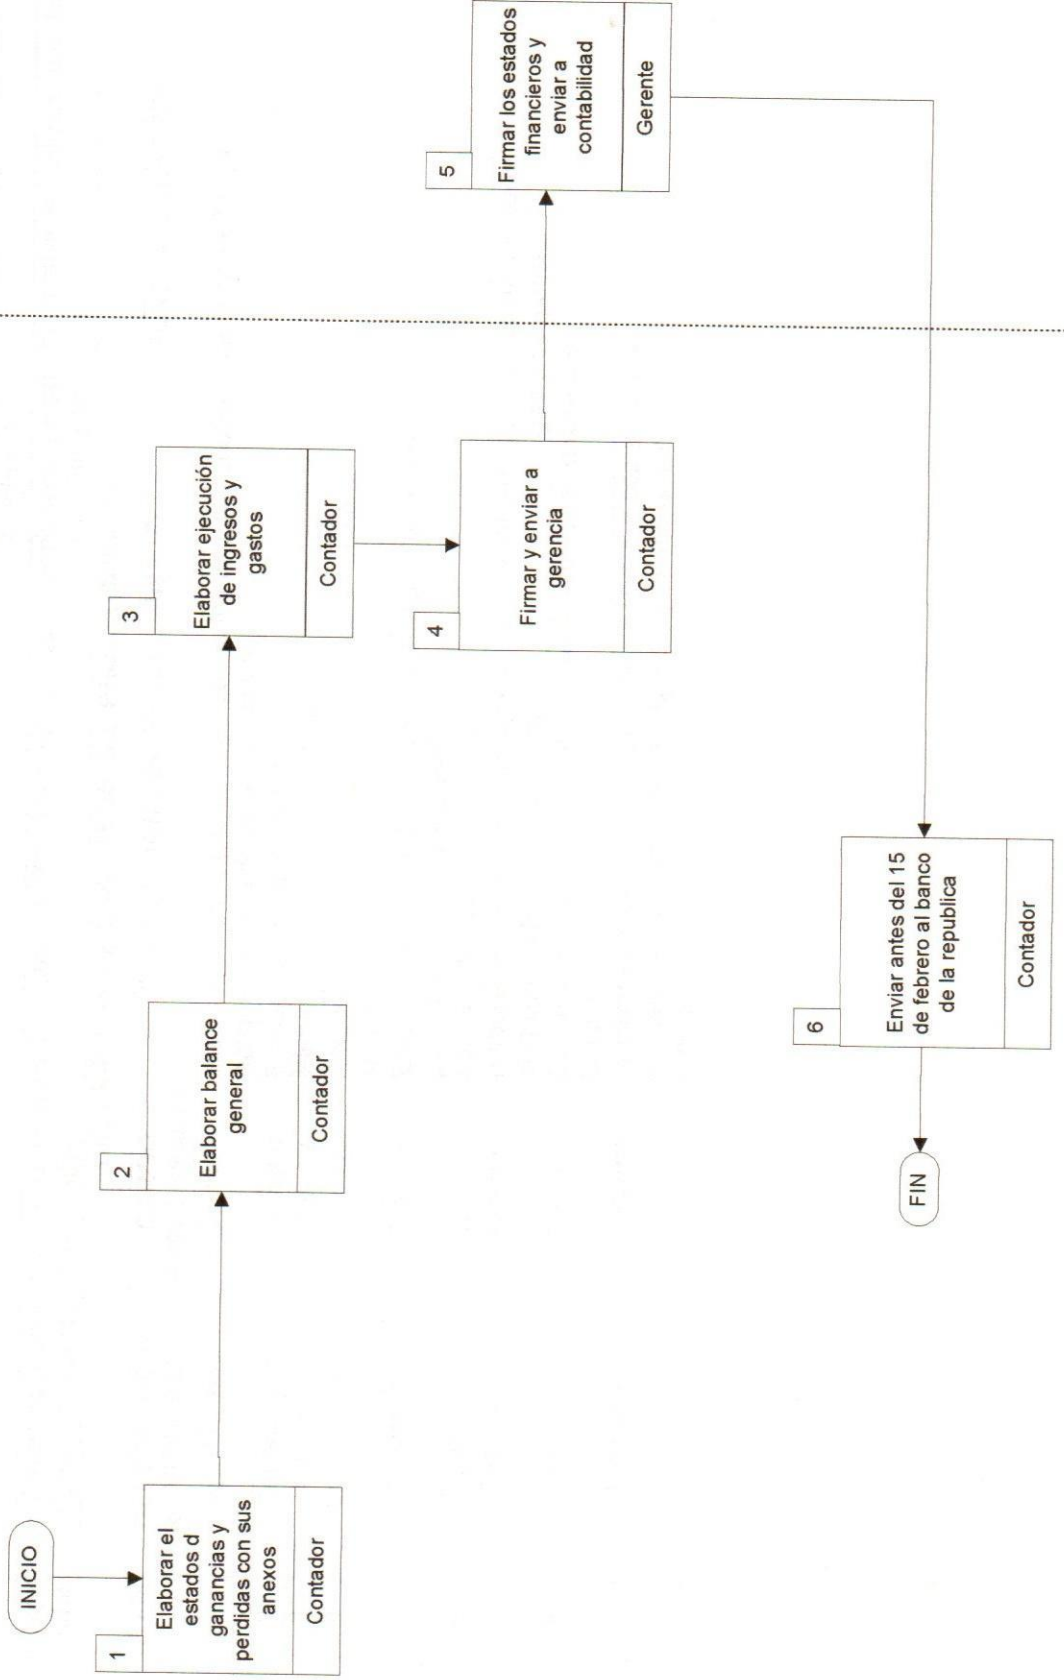 INICIO
1
Elaborar el
estados d
ganancias y
perdidas con sus
anexos
Contador
2
Elaborar balance
general
Contador
3
Elaborar ejecución
de ingresos y
gastos
Contador
4
Firmar y enviar a
gerencia
Contador
5
Firmar los estados
financieros y
enviar a
contabilidad
Gerente
6
Enviar antes del 15
de febrero al banco
de la republica
Contador
FIN